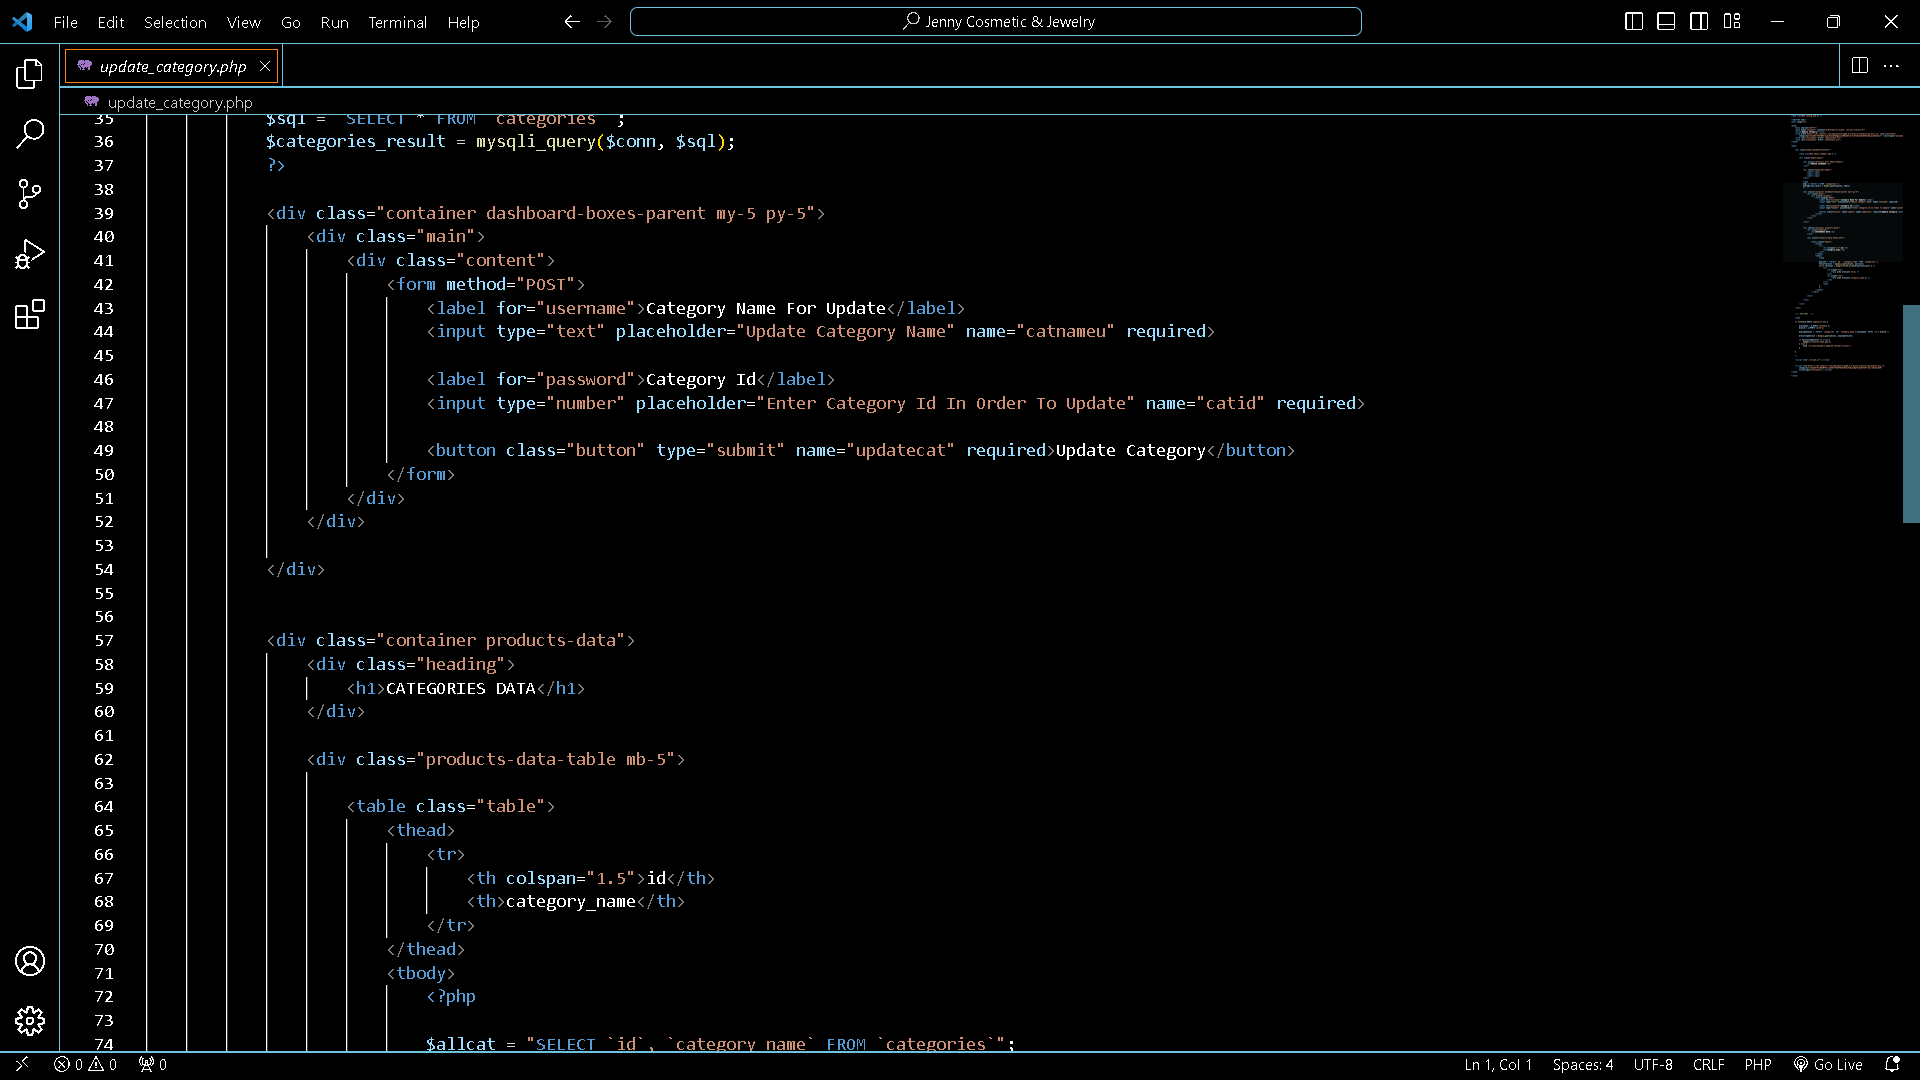 File Edit Selection View Go Run Terminal Help
Jenny Cosmetic & Jewelry
update_category.php
update_category.php
35 $sql = "SELECT * FROM `categories`";
36 $categories_result = mysqli_query($conn, $sql);
37 ?>
38
39 <div class="container dashboard-boxes-parent my-5 py-5">
40 <div class="main">
41 <div class="content">
42 <form method="POST">
43 <label for="username">Category Name For Update</label>
44 <input type="text" placeholder="Update Category Name" name="catnameu" required>
45
46 <label for="password">Category Id</label>
47 <input type="number" placeholder="Enter Category Id In Order To Update" name="catid" required>
48
49 <button class="button" type="submit" name="updatecat" required>Update Category</button>
50 </form>
51 </div>
52 </div>
53
54 </div>
55
56
57 <div class="container products-data">
58 <div class="heading">
59 <h1>CATEGORIES DATA</h1>
60 </div>
61
62 <div class="products-data-table mb-5">
63
64 <table class="table">
65 <thead>
66 <tr>
67 <th colspan="1.5">id</th>
68 <th>category_name</th>
69 </tr>
70 </thead>
71 <tbody>
72 <?php
73
74 $allcat = "SELECT `id`, `category_name` FROM `categories`";
0 0 0 Ln 1, Col 1 Spaces: 4 UTF-8 CRLF PHP Go Live